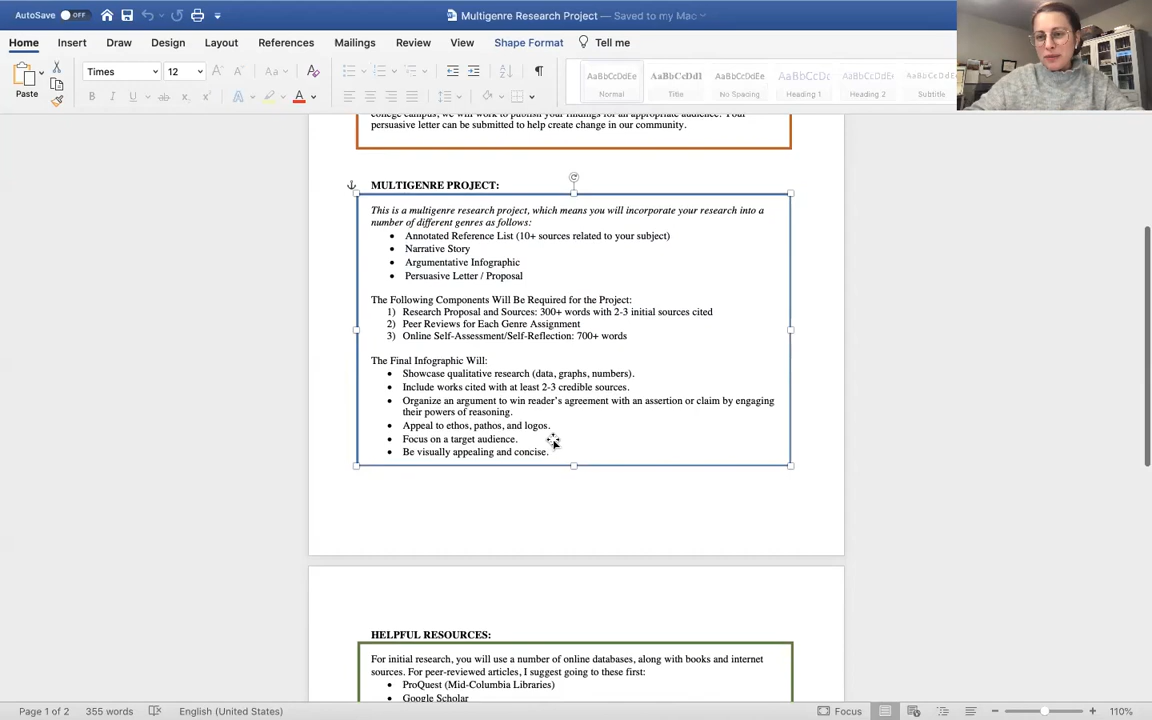 AutoSave OFF
Multigenre Research Project — Saved to my Mac
Home Insert Draw Design Layout References Mailings Review View Shape Format Tell me
Paste
Times 12
AaBbCcDdEe AaBbCcDdI AaBbCcDdEe AaBbCcDc AaBbCcDdEe AaBbCcDdE
Normal Title No Spacing Heading 1 Heading 2 Subtitle
college campus, we will work to publish your findings for an appropriate audience. Your
persuasive letter can be submitted to help create change in our community.
MULTIGENRE PROJECT:
This is a multigenre research project, which means you will incorporate your research into a
number of different genres as follows:
• Annotated Reference List (10+ sources related to your subject)
• Narrative Story
• Argumentative Infographic
• Persuasive Letter / Proposal
The Following Components Will Be Required for the Project:
1) Research Proposal and Sources: 300+ words with 2-3 initial sources cited
2) Peer Reviews for Each Genre Assignment
3) Online Self-Assessment/Self-Reflection: 700+ words
The Final Infographic Will:
• Showcase qualitative research (data, graphs, numbers).
• Include works cited with at least 2-3 credible sources.
• Organize an argument to win reader's agreement with an assertion or claim by engaging
their powers of reasoning.
• Appeal to ethos, pathos, and logos.
• Focus on a target audience.
• Be visually appealing and concise.
HELPFUL RESOURCES:
For initial research, you will use a number of online databases, along with books and internet
sources. For peer-reviewed articles, I suggest going to these first:
• ProQuest (Mid-Columbia Libraries)
• Google Scholar
Page 1 of 2 355 words English (United States) Focus 110%